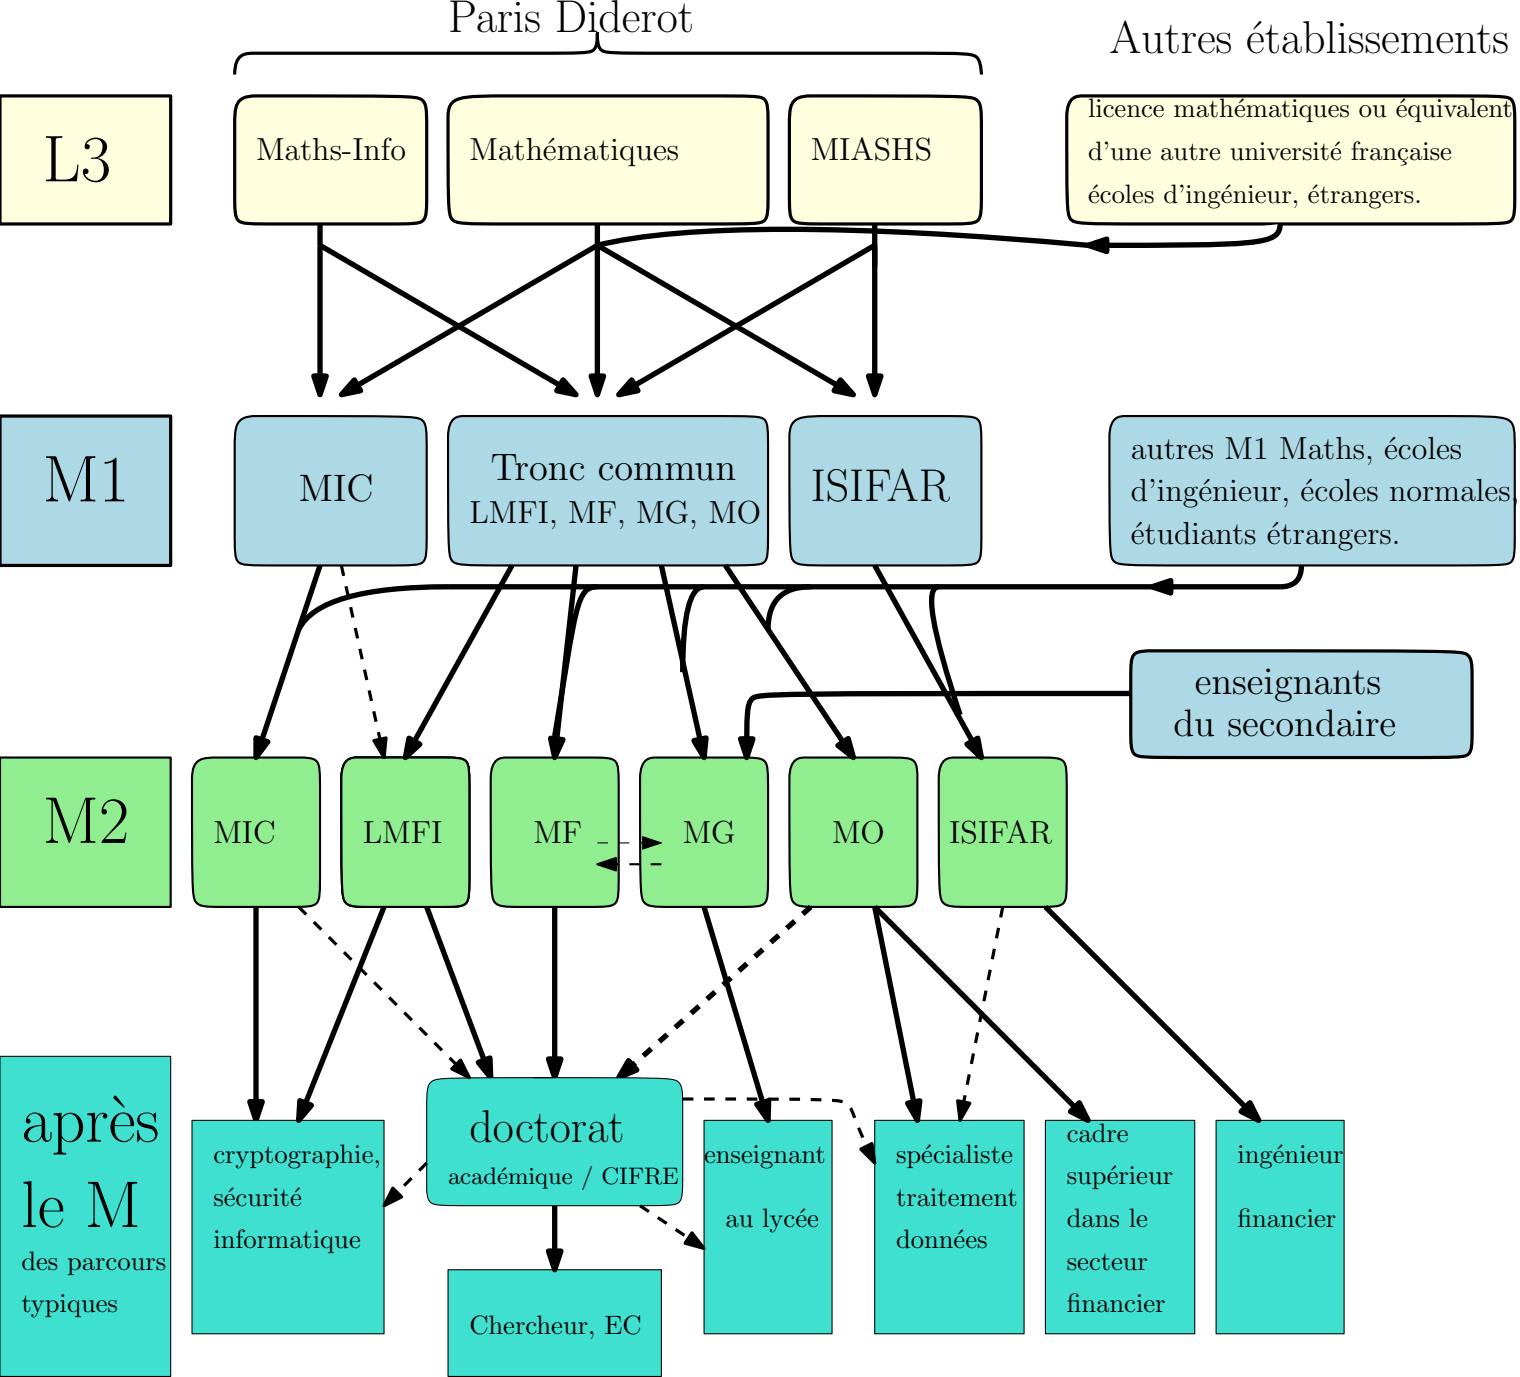 Paris Diderot
Autres établissements
L3
Maths-Info
Mathématiques
MIASHS
licence mathématiques ou équivalent
d'une autre université française
écoles d'ingénieur, étrangers.
M1
MIC
Tronc commun
LMFI, MF, MG, MO
ISIFAR
autres M1 Maths, écoles
d'ingénieur, écoles normales,
étudiants étrangers.
enseignants
du secondaire
M2
MIC
LMFI
MF
MG
MO
ISIFAR
après
le M
des parcours
typiques
cryptographie,
sécurité
informatique
doctorat
académique / CIFRE
Chercheur, EC
enseignant
au lycée
spécialiste
traitement
données
cadre
supérieur
dans le
secteur
financier
ingénieur
financier